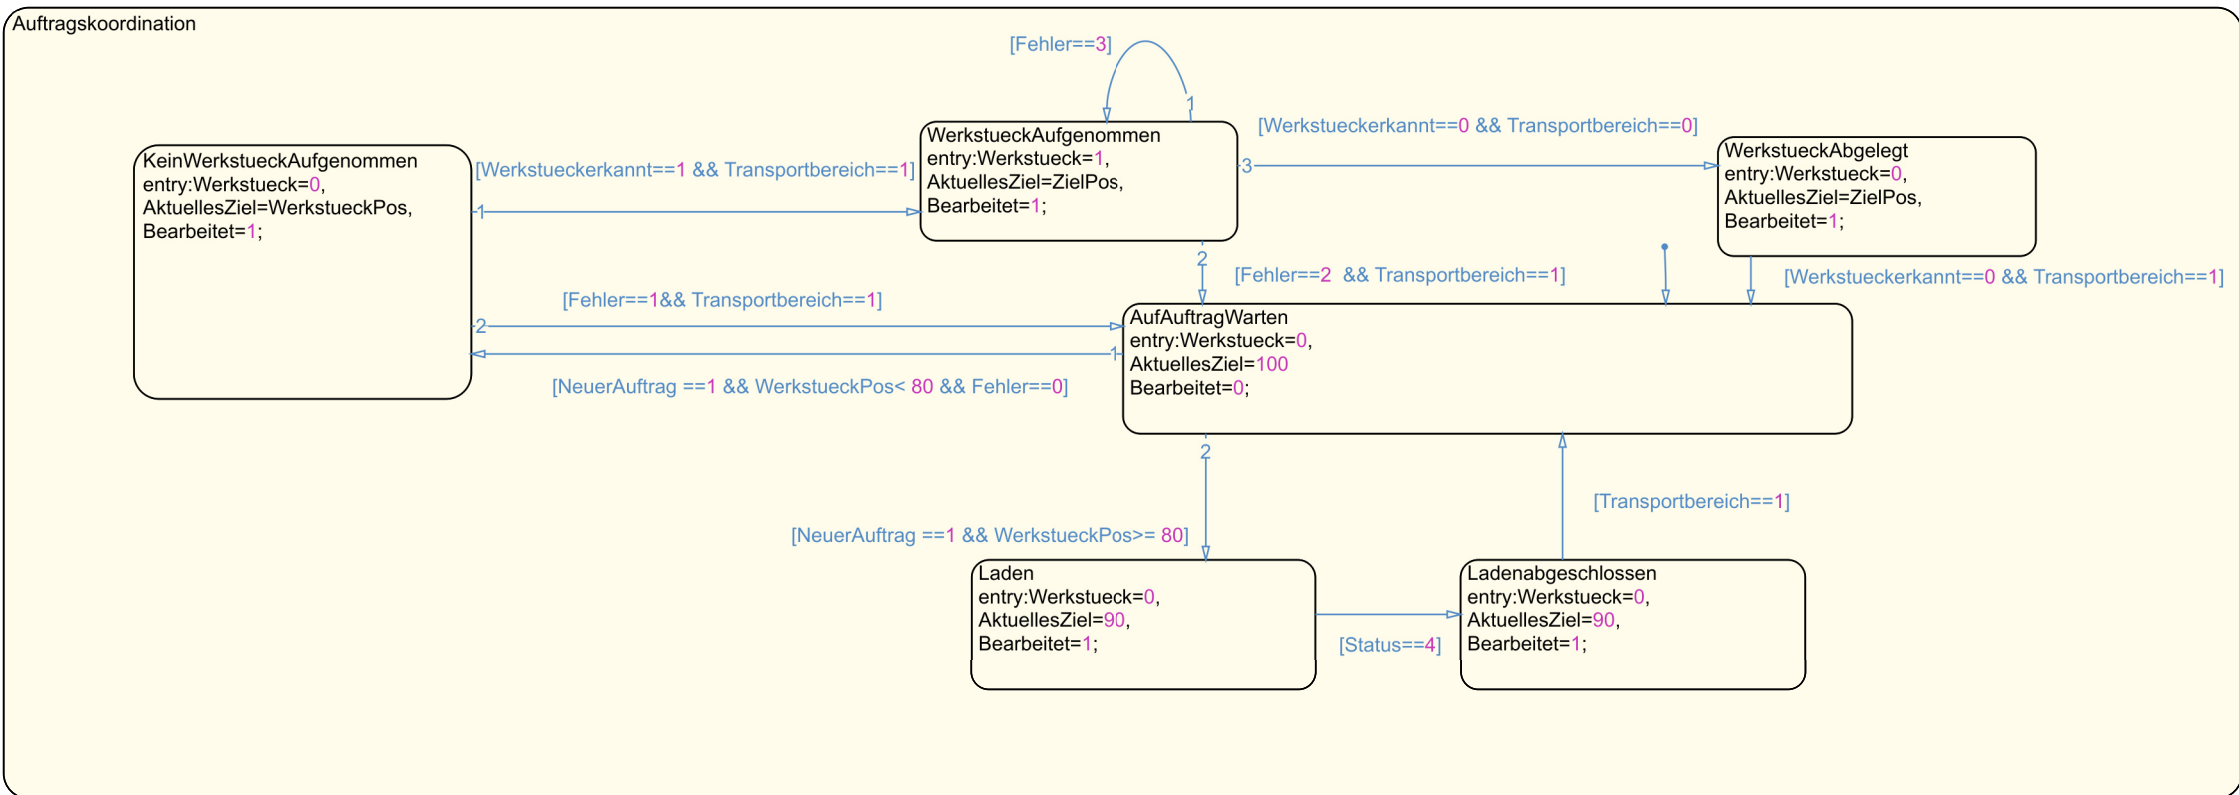 Auftragskoordination
[Fehler==3]
1
WerkstueckAufgenommen
entry:Werkstueck=1,
AktuellesZiel=ZielPos,
Bearbeitet=1;
[Werkstueckerkannt==0 && Transportbereich==0]
3
WerkstueckAbgelegt
entry:Werkstueck=0,
AktuellesZiel=ZielPos,
Bearbeitet=1;
KeinWerkstueckAufgenommen
entry:Werkstueck=0,
AktuellesZiel=WerkstueckPos,
Bearbeitet=1;
[Werkstueckerkannt==1 && Transportbereich==1]
1
2
[Fehler==2  && Transportbereich==1]
[Werkstueckerkannt==0 && Transportbereich==1]
[Fehler==1&& Transportbereich==1]
2
1
[NeuerAuftrag ==1 && WerkstueckPos< 80 && Fehler==0]
AufAuftragWarten
entry:Werkstueck=0,
AktuellesZiel=100
Bearbeitet=0;
2
[NeuerAuftrag ==1 && WerkstueckPos>= 80]
[Transportbereich==1]
Laden
entry:Werkstueck=0,
AktuellesZiel=90,
Bearbeitet=1;
[Status==4]
Ladenabgeschlossen
entry:Werkstueck=0,
AktuellesZiel=90,
Bearbeitet=1;